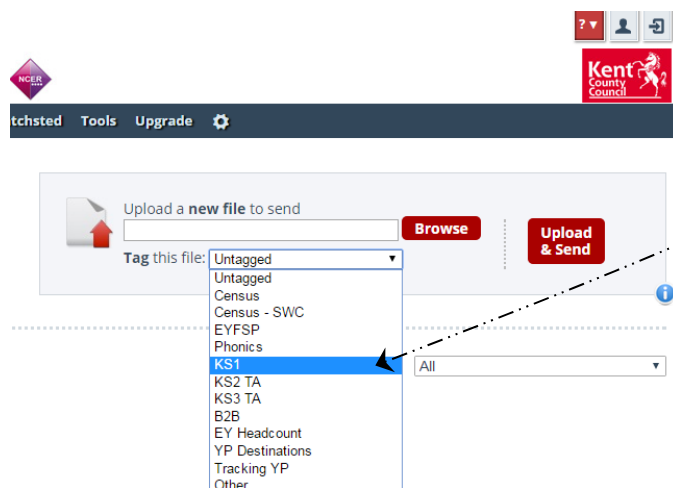 ? ▼
NCER
Kent
County
Council
2
tchsted Tools Upgrade
Upload a new file to send
Browse
Upload
& Send
Tag this file: Untagged
Untagged
Census
Census - SWC
EYFSP
Phonics
KS1
All
KS2 TA
KS3 TA
B2B
EY Headcount
YP Destinations
Tracking YP
Other